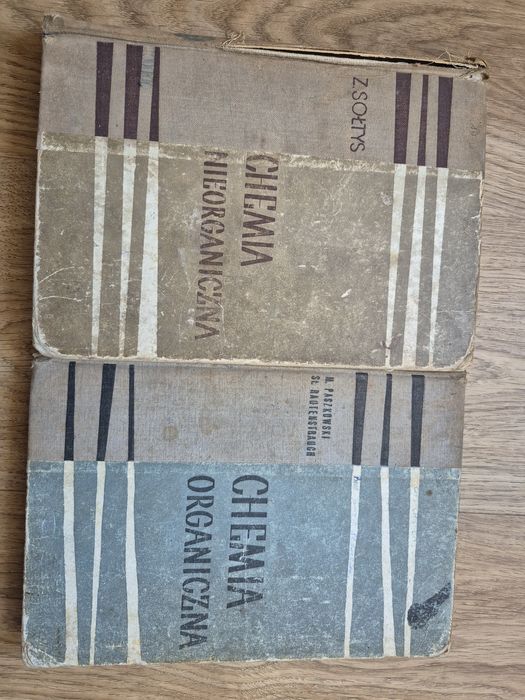 Z. SOŁTYS
CHEMIA
NIEORGANICZNA
M. PASZKOWSKI
ST. RAUTENSTRAUCH
CHEMIA
ORGANICZNA